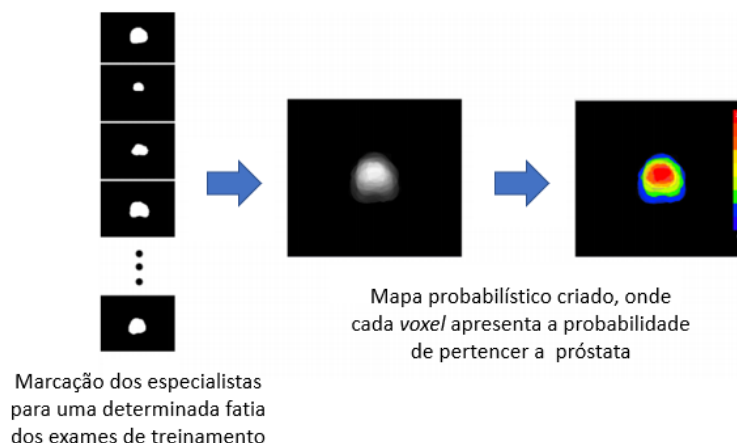 Mapa probabilístico criado, onde
cada voxel apresenta a probabilidade
de pertencer a próstata
Marcação dos especialistas
para uma determinada fatia
dos exames de treinamento